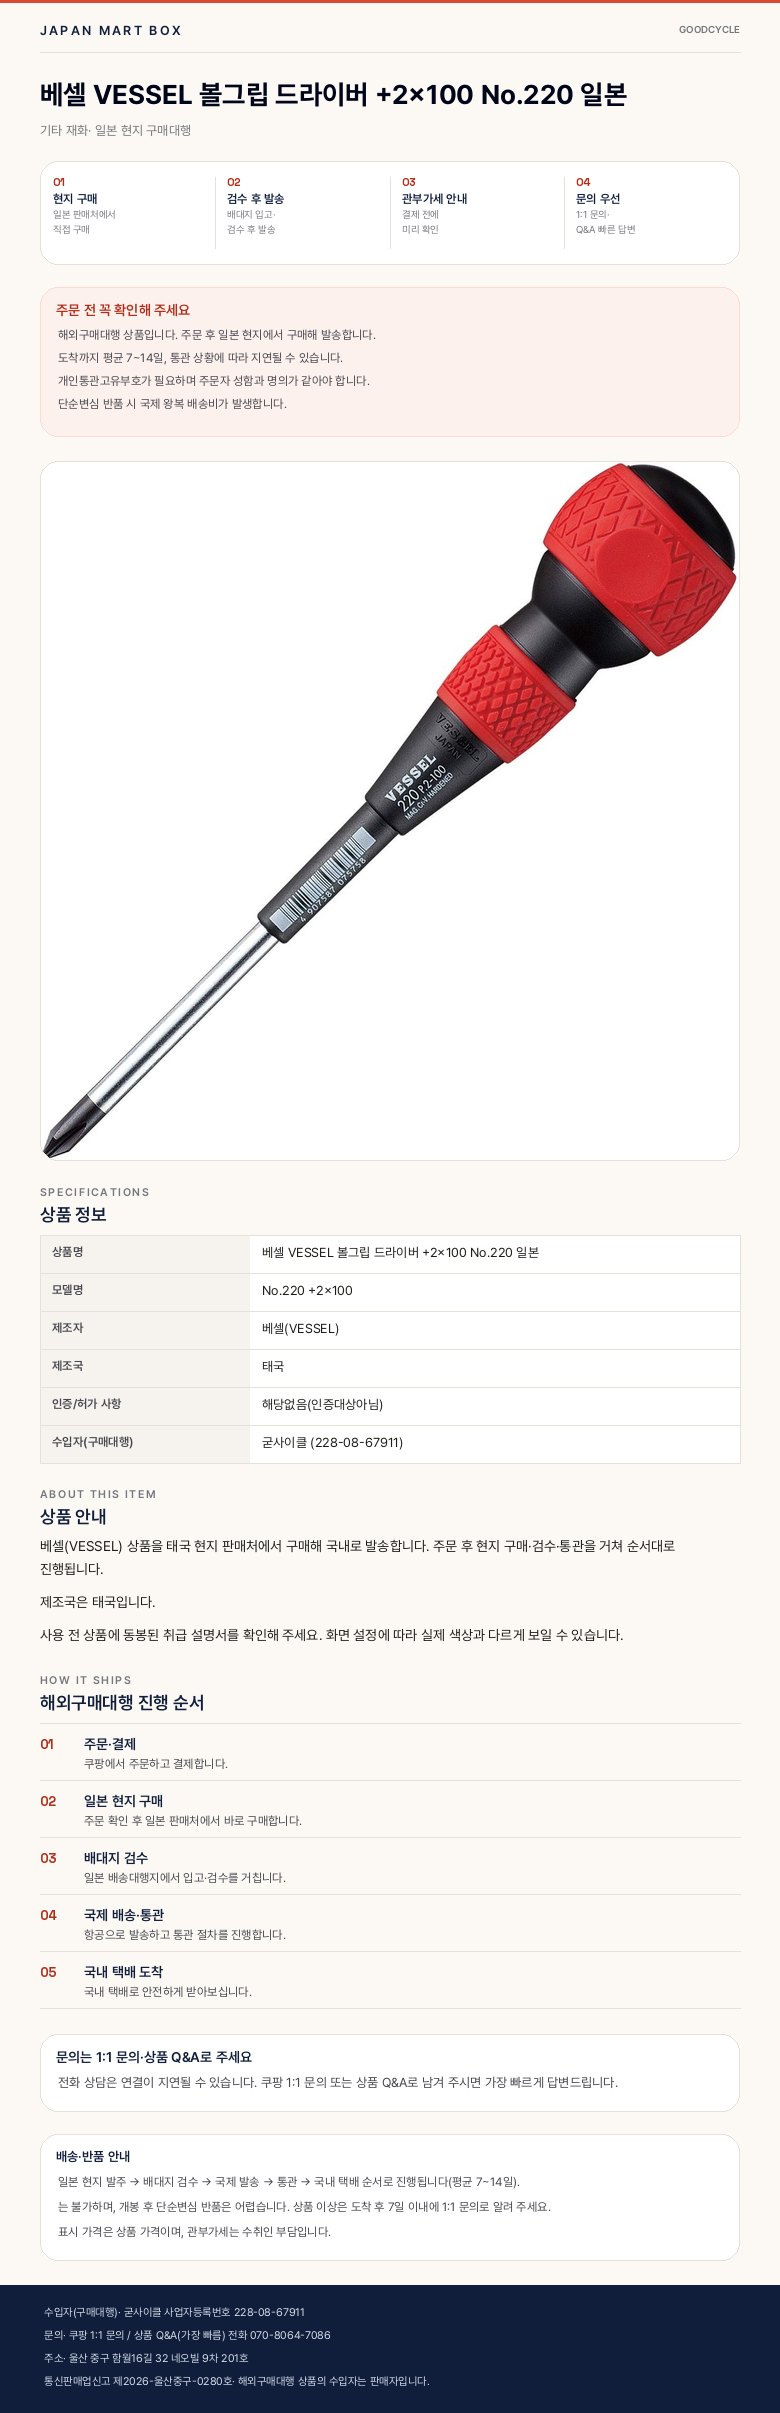 JAPAN MART BOX
GOODCYCLE
베셀 VESSEL 볼그립 드라이버 +2×100 No.220 일본
기타 재화· 일본 현지 구매대행
01
현지 구매
일본 판매처에서
직접 구매
02
검수 후 발송
배대지 입고·
검수 후 발송
03
관부가세 안내
결제 전에
미리 확인
04
문의 우선
1:1 문의·
Q&A 빠른 답변
주문 전 꼭 확인해 주세요
해외구매대행 상품입니다. 주문 후 일본 현지에서 구매해 발송합니다.
도착까지 평균 7~14일, 통관 상황에 따라 지연될 수 있습니다.
개인통관고유부호가 필요하며 주문자 성함과 명의가 같아야 합니다.
단순변심 반품 시 국제 왕복 배송비가 발생합니다.
VESSEL
JAPAN
VESSEL
220 P.2-100
MAG.Cr-V HARDENED
4 907587 075758
SPECIFICATIONS
상품 정보
상품명 베셀 VESSEL 볼그립 드라이버 +2×100 No.220 일본
모델명 No.220 +2×100
제조자 베셀(VESSEL)
제조국 태국
인증/허가 사항 해당없음(인증대상아님)
수입자(구매대행) 굳사이클 (228-08-67911)
ABOUT THIS ITEM
상품 안내
베셀(VESSEL) 상품을 태국 현지 판매처에서 구매해 국내로 발송합니다. 주문 후 현지 구매·검수·통관을 거쳐 순서대로
진행됩니다.
제조국은 태국입니다.
사용 전 상품에 동봉된 취급 설명서를 확인해 주세요. 화면 설정에 따라 실제 색상과 다르게 보일 수 있습니다.
HOW IT SHIPS
해외구매대행 진행 순서
01 주문·결제
쿠팡에서 주문하고 결제합니다.
02 일본 현지 구매
주문 확인 후 일본 판매처에서 바로 구매합니다.
03 배대지 검수
일본 배송대행지에서 입고·검수를 거칩니다.
04 국제 배송·통관
항공으로 발송하고 통관 절차를 진행합니다.
05 국내 택배 도착
국내 택배로 안전하게 받아보십니다.
문의는 1:1 문의·상품 Q&A로 주세요
전화 상담은 연결이 지연될 수 있습니다. 쿠팡 1:1 문의 또는 상품 Q&A로 남겨 주시면 가장 빠르게 답변드립니다.
배송·반품 안내
일본 현지 발주 → 배대지 검수 → 국제 발송 → 통관 → 국내 택배 순서로 진행됩니다(평균 7~14일).
는 불가하며, 개봉 후 단순변심 반품은 어렵습니다. 상품 이상은 도착 후 7일 이내에 1:1 문의로 알려 주세요.
표시 가격은 상품 가격이며, 관부가세는 수취인 부담입니다.
수입자(구매대행)· 굳사이클 사업자등록번호 228-08-67911
문의· 쿠팡 1:1 문의 / 상품 Q&A(가장 빠름) 전화 070-8064-7086
주소· 울산 중구 함월16길 32 네오빌 9차 201호
통신판매업신고 제2026-울산중구-0280호· 해외구매대행 상품의 수입자는 판매자입니다.